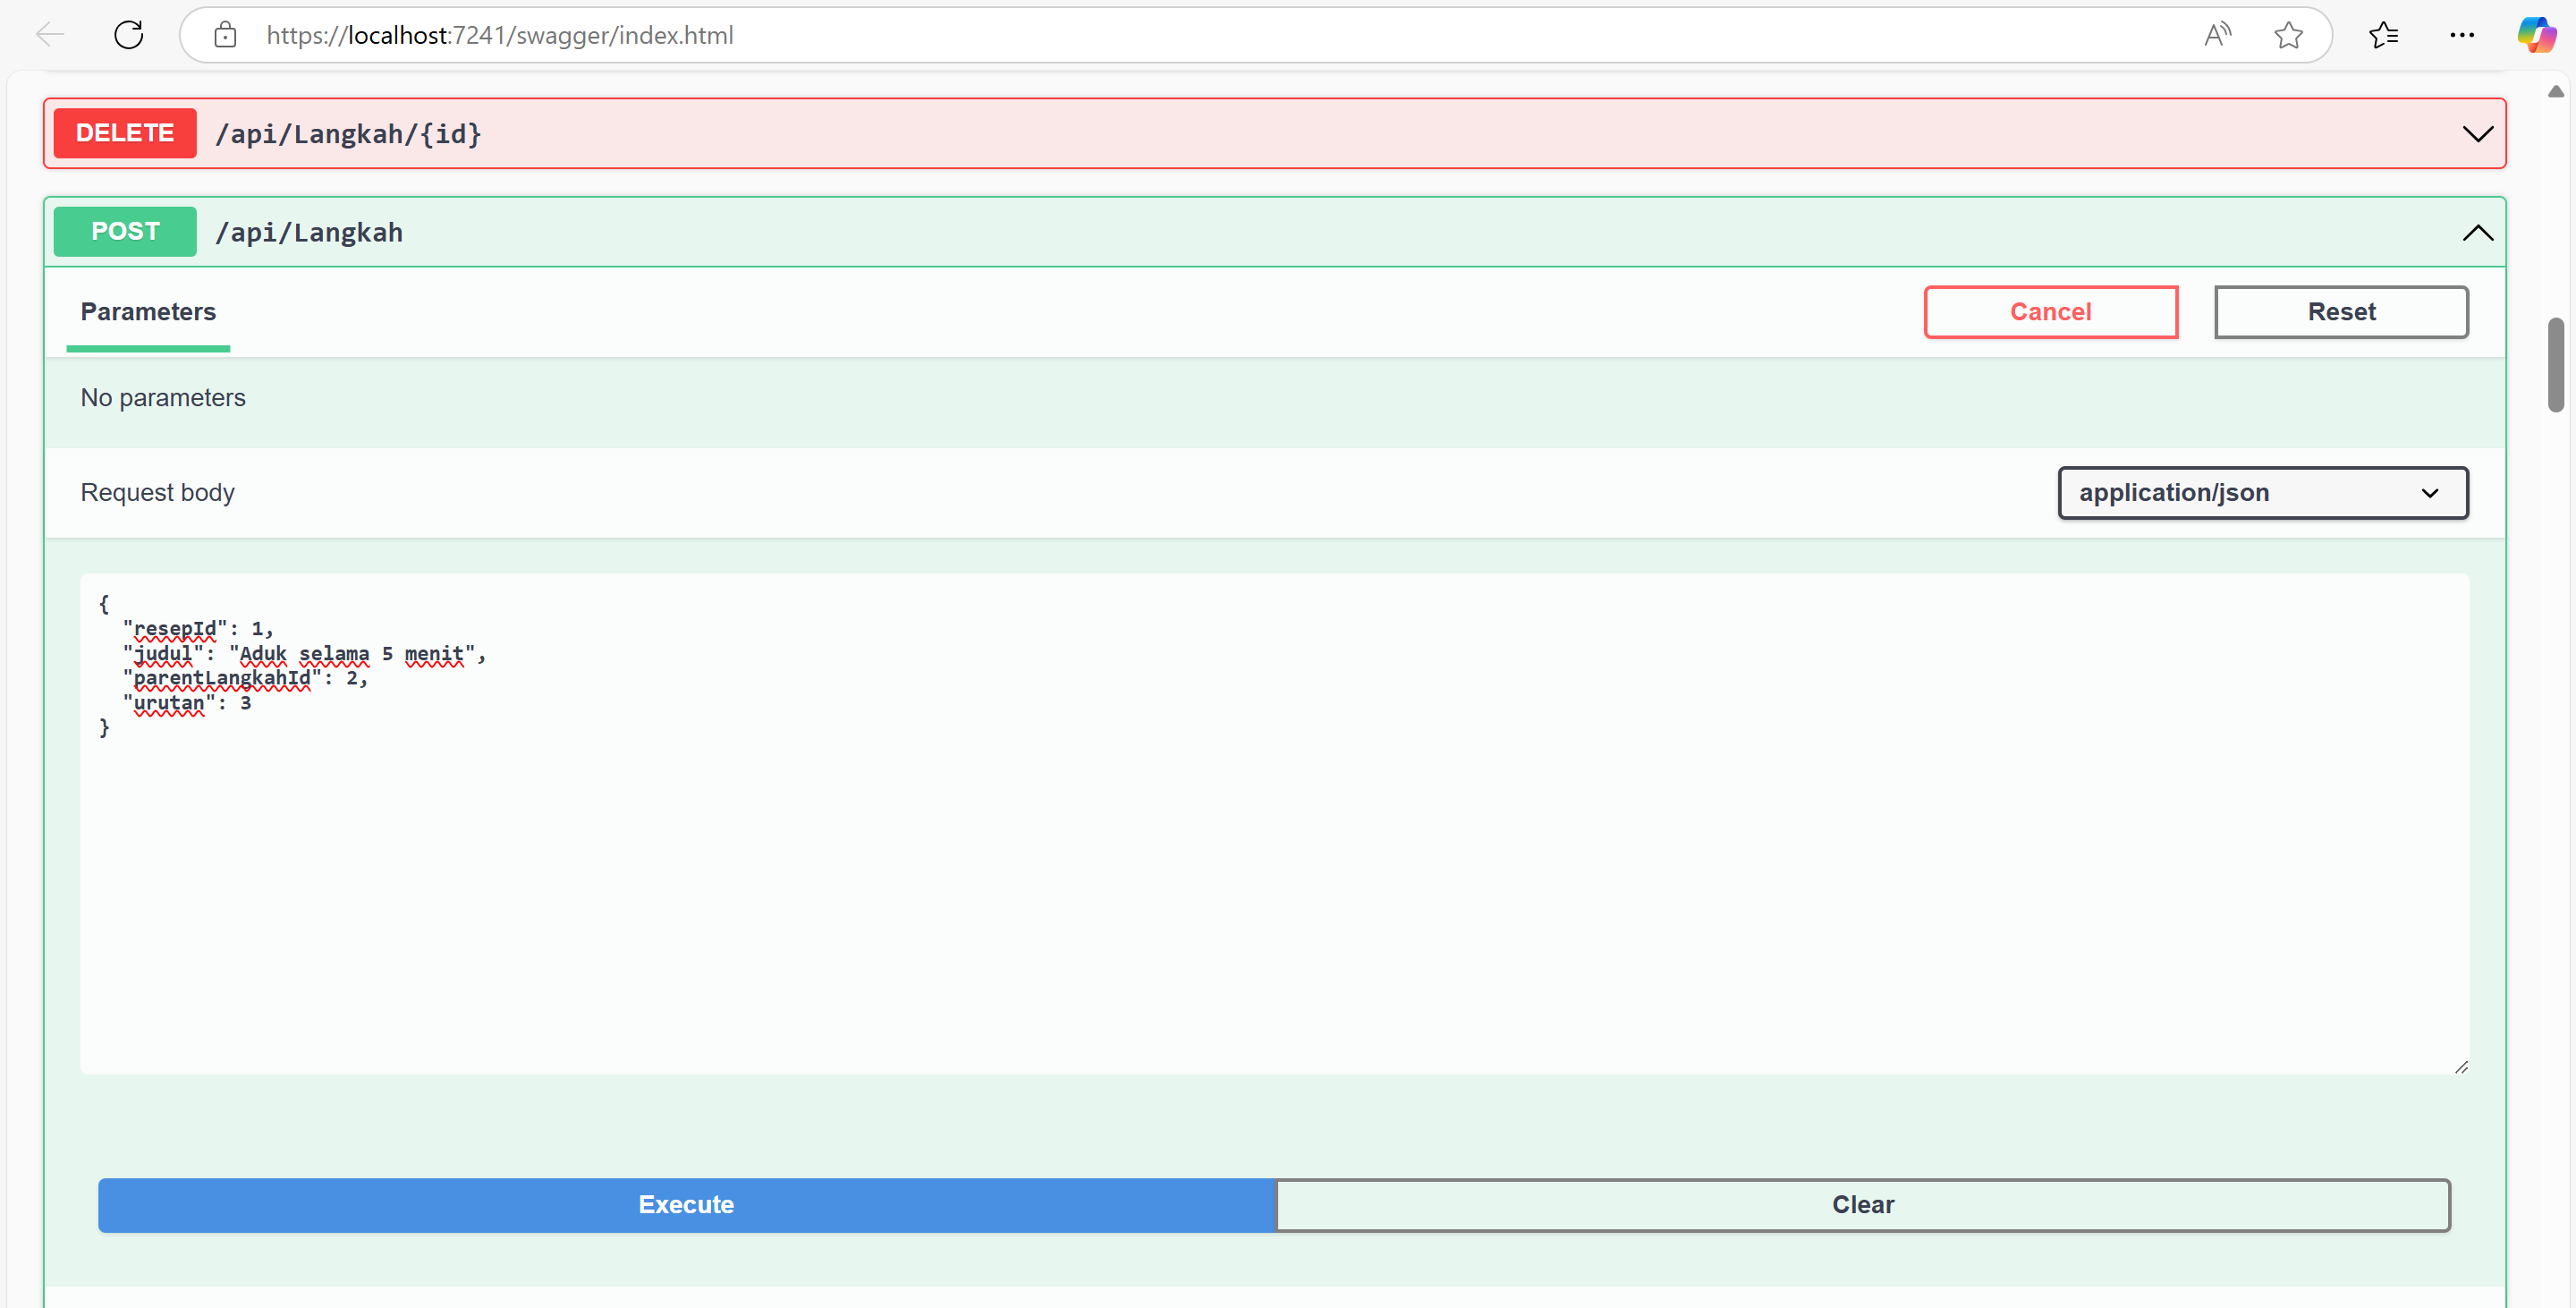 https://localhost:7241/swagger/index.html
DELETE /api/Langkah/{id}
POST /api/Langkah
Parameters
Cancel
Reset
No parameters
Request body
application/json
{
"resepId": 1,
"judul": "Aduk selama 5 menit",
"parentLangkahId": 2,
"urutan": 3
}
Execute
Clear